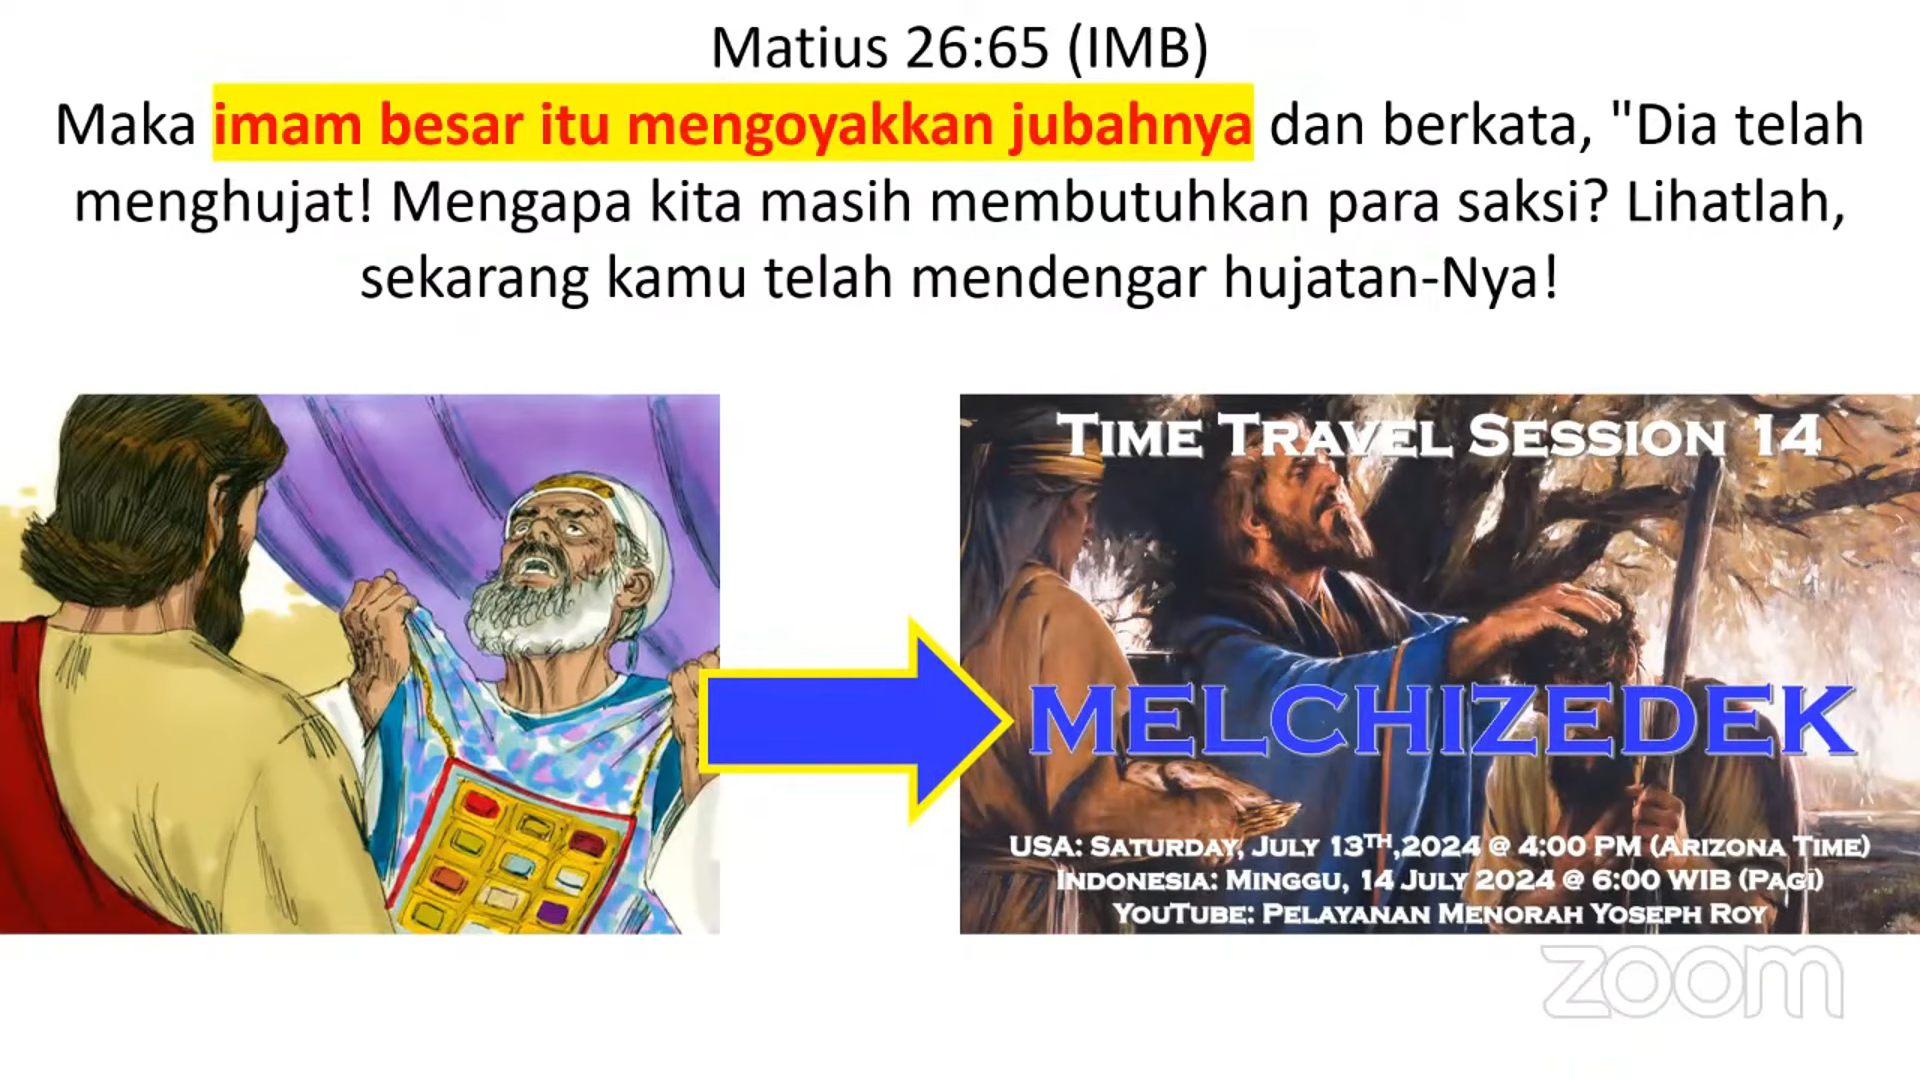 Matius 26:65 (IMB)
Maka imam besar itu mengoyakkan jubahnya dan berkata, "Dia telah
menghujat! Mengapa kita masih membutuhkan para saksi? Lihatlah,
sekarang kamu telah mendengar hujatan-Nya!
TIME TRAVEL SESSION 14
MELCHIZEDEK
USA: SATURDAY, JULY 13TH,2024 @ 4:00 PM (ARIZONA TIME)
INDONESIA: MINGGU, 14 JULY 2024 @ 6:00 WIB (PAGI)
YOUTUBE: PELAYANAN MENORAH YOSEPH ROY
zoom